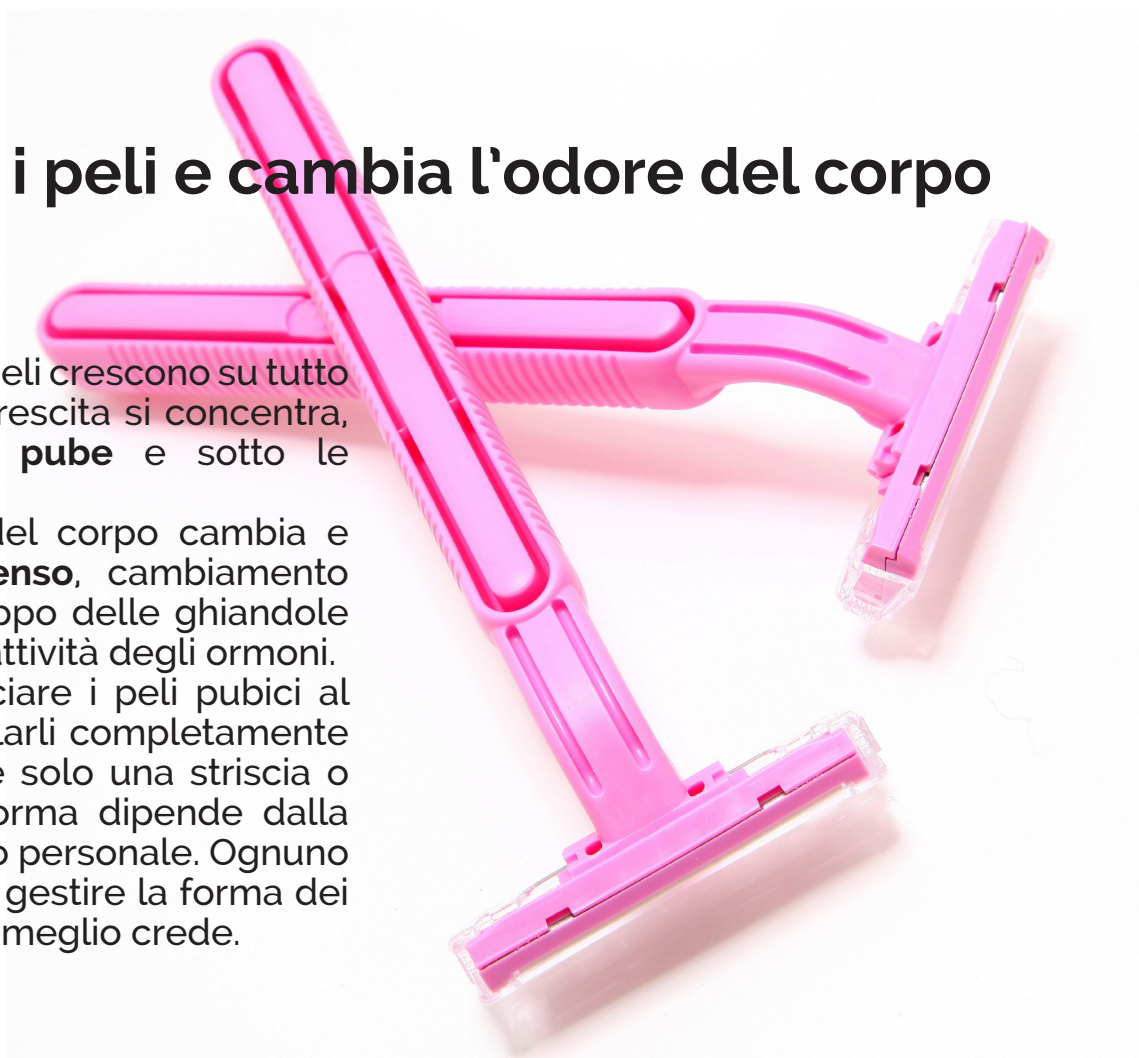 i peli e cambia l’odore del corpo
eli crescono su tutto
rescita si concentra,
pube e sotto le
del corpo cambia e
enso, cambiamento
ppo delle ghiandole
attività degli ormoni.
ciare i peli pubici al
larli completamente
e solo una striscia o
orma dipende dalla
o personale. Ognuno
gestire la forma dei
meglio crede.